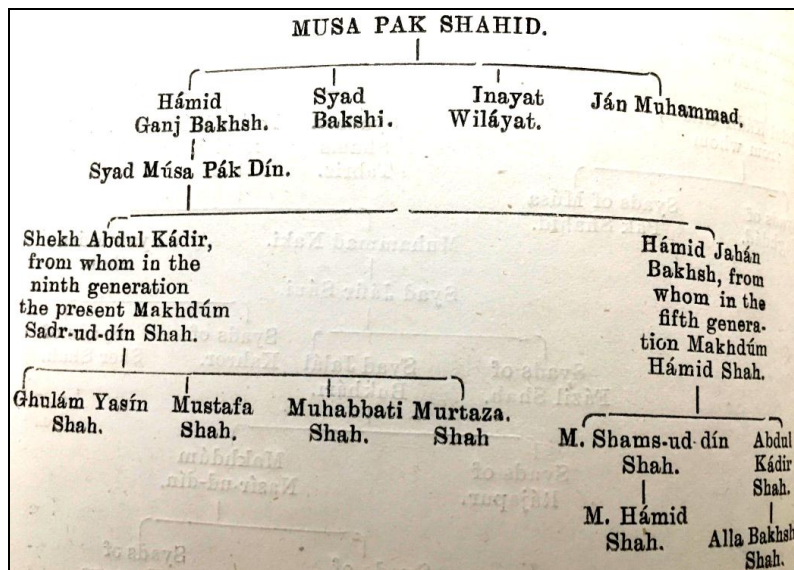 MUSA PAK SHAHID.
Hámid
Ganj Bakhsh.
Syad
Bakshi.
Inayat
Wiláyat.
Ján Muhammad.
Syad Músa Pák Dín.
Shekh Abdul Kádir,
from whom in the
ninth generation
the present Makhdúm
Sadr-ud-dín Shah.
Hámid Jahán
Bakhsh, from
whom in the
fifth genera-
tion Makhdúm
Hámid Shah.
Ghulám Yasín
Shah.
Mustafa
Shah.
Muhabbati
Shah.
Murtaza.
Shah
M. Shams-ud-dín
Shah.
Abdul
Kádir
Shah.
M. Hámid
Shah.
Alla Bakhsh
Shah.